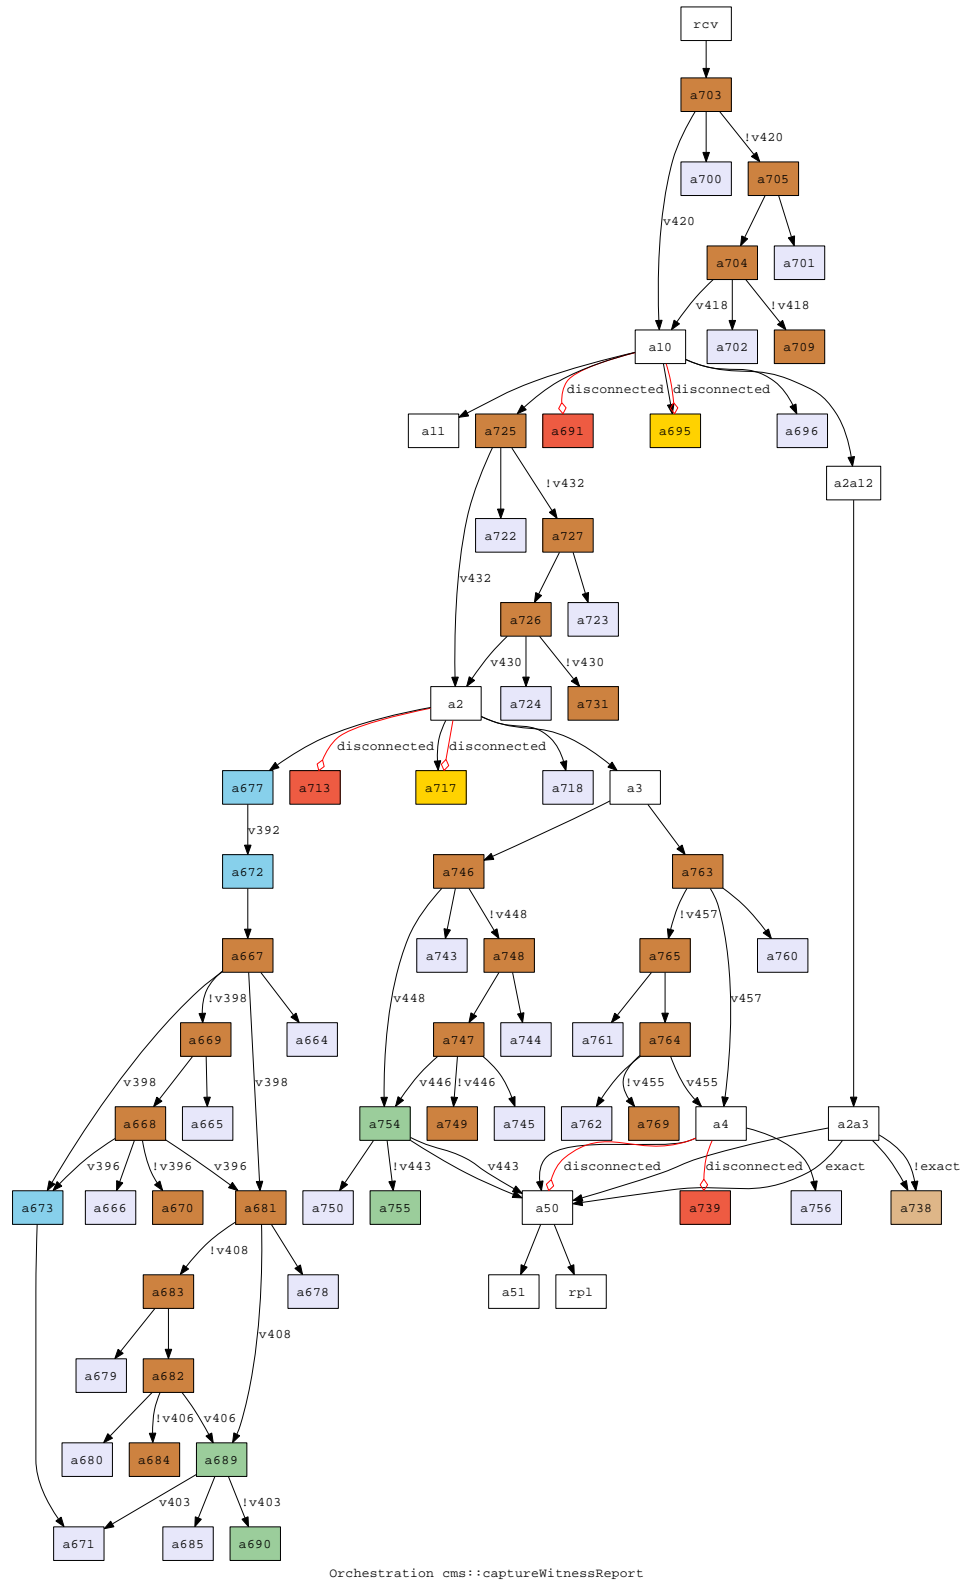 rcv
a703
!v420
a700
a705
v420
a704
a701
v418
!v418
a10
a702
a709
disconnected
disconnected
a11
a725
a691
a695
a696
a2a12
!v432
a722
a727
v432
a726
a723
v430
!v430
a2
a724
a731
disconnected
disconnected
a677
a713
a717
a718
a3
v392
a672
a746
a763
!v448
!v457
a667
a743
a748
a765
a760
!v398
v448
v457
a669
a664
a747
a744
a761
a764
v398
v398
v446
!v446
!v455
v455
a668
a665
a754
a749
a745
a762
a769
a4
a2a3
v396
!v396
v396
!v443
v443
disconnected
disconnected
exact
!exact
a673
a666
a670
a681
a750
a755
a50
a739
a756
a738
!v408
a683
a678
a51
rpl
v408
a679
a682
!v406
v406
a680
a684
a689
v403
!v403
a671
a685
a690
Orchestration cms::captureWitnessReport